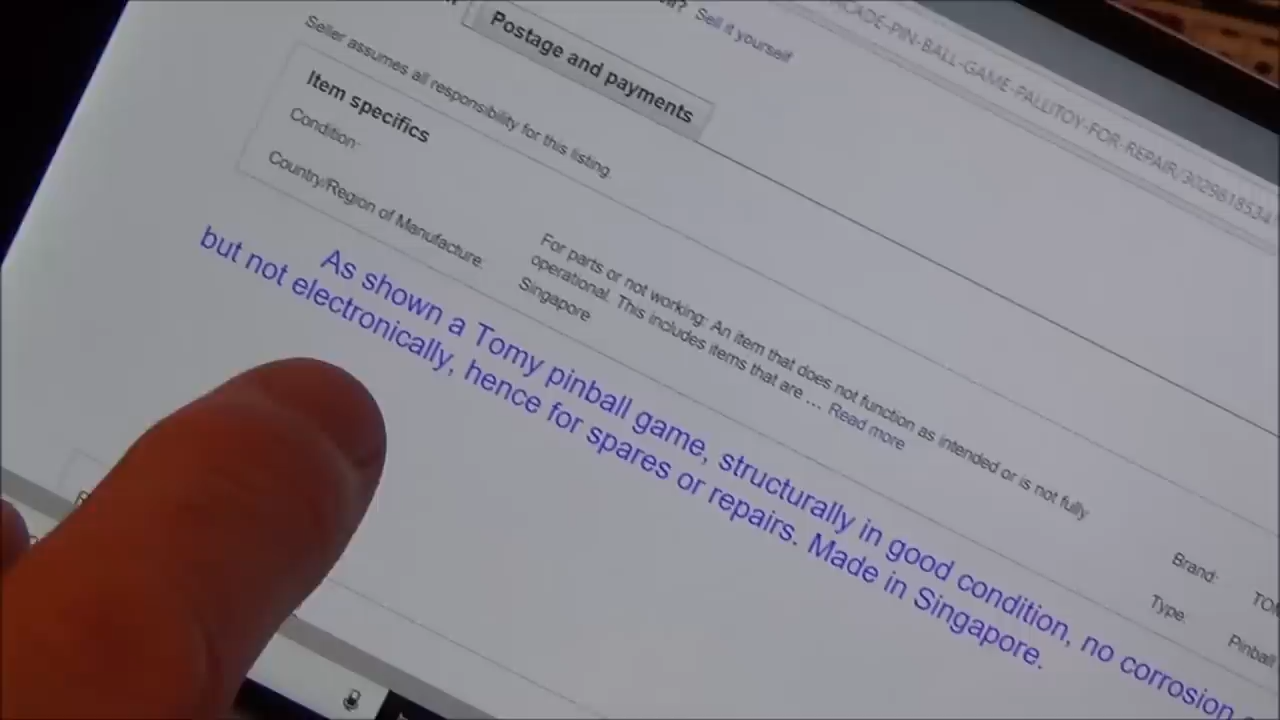 CADE-PIN-BALL-GAME-PALLITOY-FOR-REPAIR/3029618534
Sell it yourself
Postage and payments
Seller assumes all responsibility for this listing.
Item specifics
Condition:
For parts or not working: An item that does not function as intended or is not fully
operational. This includes items that are ... Read more
Brand:
Country/Region of Manufacture:
Singapore
Type:
Pinball
As shown a Tomy pinball game, structurally in good condition, no corrosion
but not electronically, hence for spares or repairs. Made in Singapore.